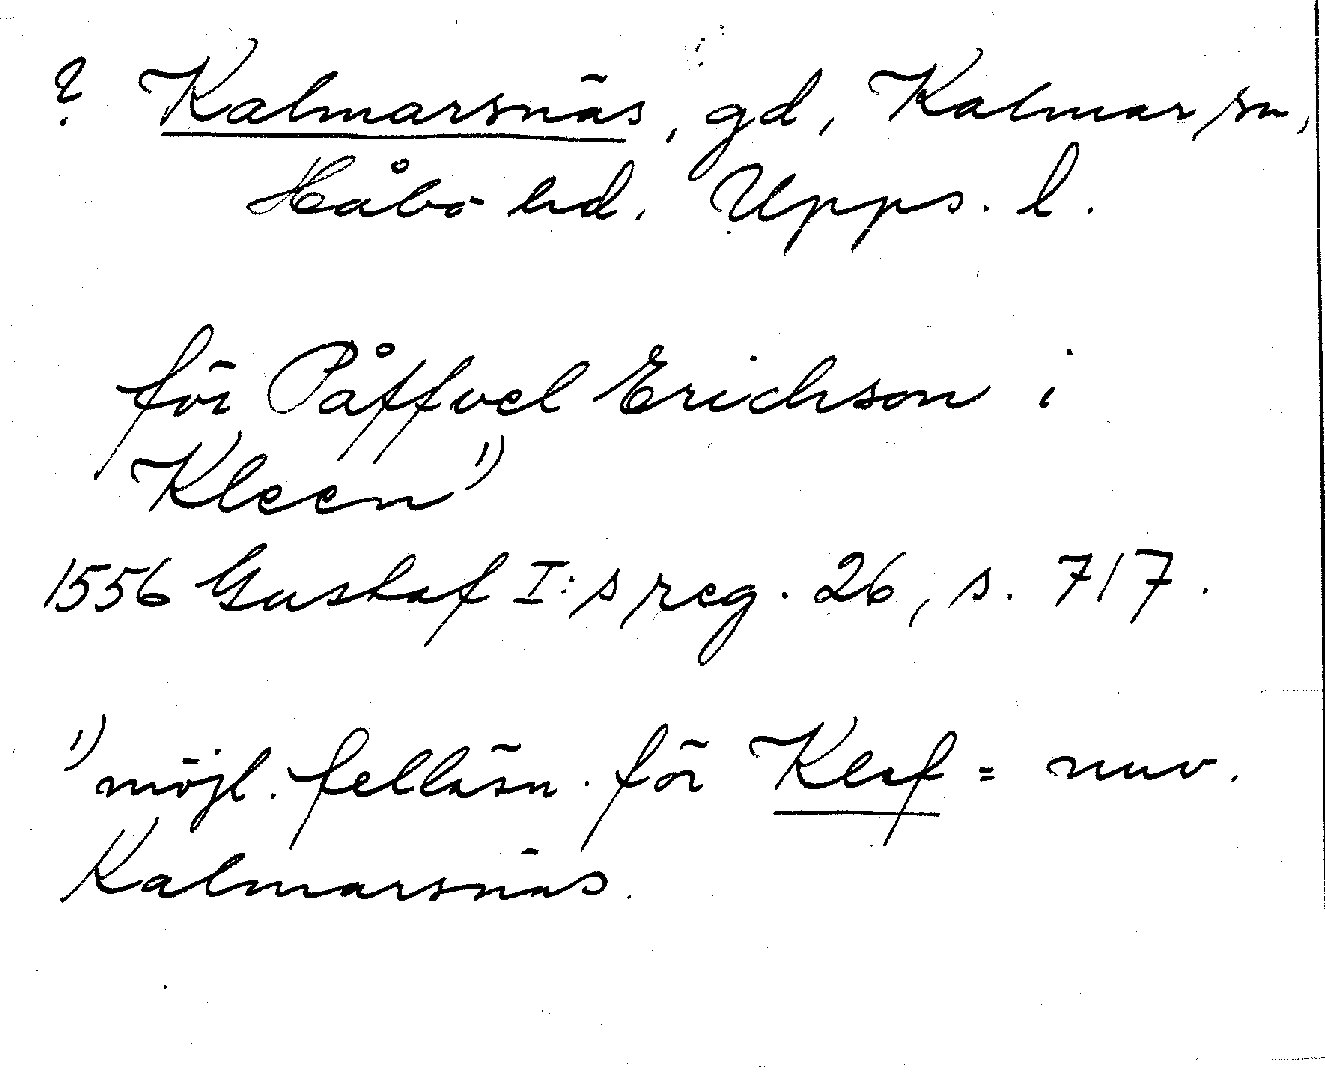 ? Kalmarsnäs, gd, Kalmar sn,
Håbo hd. Upps. l.
för Påffvel Erichson i
Kleen 1)
1556 Gustaf I:s reg. 26, s. 717.
1) möjl. felläsn. för Klef = nuv.
Kalmarsnäs.